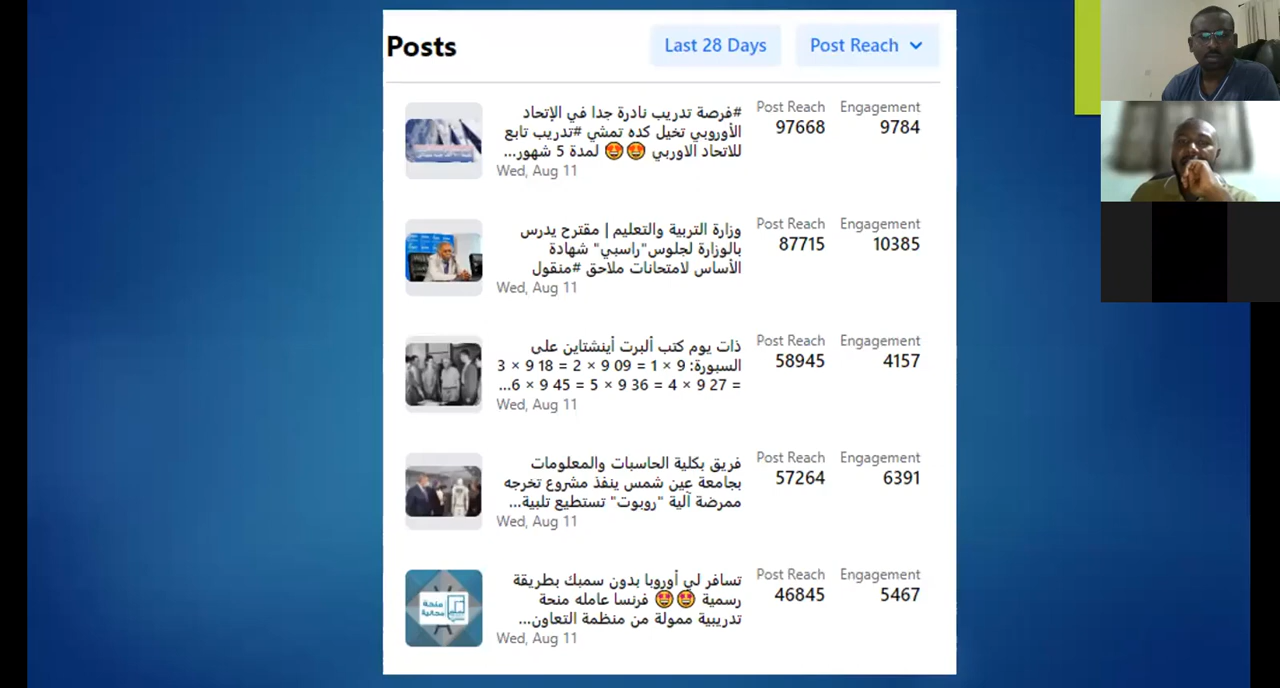 Posts
Last 28 Days
Post Reach
#فرصة تدريب نادرة جدا في الإتحاد
الأوروبي تخيل كده تمشي #تدريب تابع
للاتحاد الاوربي 🤩 🤩 لمدة 5 شهور...
Wed, Aug 11
Post Reach
97668
Engagement
9784
وزارة التربية والتعليم | مقترح يدرس
بالوزارة لجلوس"راسبي" شهادة
الأساس لامتحانات ملاحق #منقول
Wed, Aug 11
Post Reach
87715
Engagement
10385
ذات يوم كتب ألبرت أينشتاين على
السبورة: 9 × 1 = 09 9 × 2 = 18 9 × 3
= 27 9 × 4 = 36 9 × 5 = 45 9 × 6...
Wed, Aug 11
Post Reach
58945
Engagement
4157
فريق بكلية الحاسبات والمعلومات
بجامعة عين شمس ينفذ مشروع تخرجه
ممرضة آلية "روبوت" تستطيع تلبية...
Wed, Aug 11
Post Reach
57264
Engagement
6391
منحة
مجانية
تسافر لي أوروبا بدون سمبك بطريقة
رسمية 🤩 🤩 فرنسا عامله منحة
تدريبية ممولة من منظمة التعاون...
Wed, Aug 11
Post Reach
46845
Engagement
5467